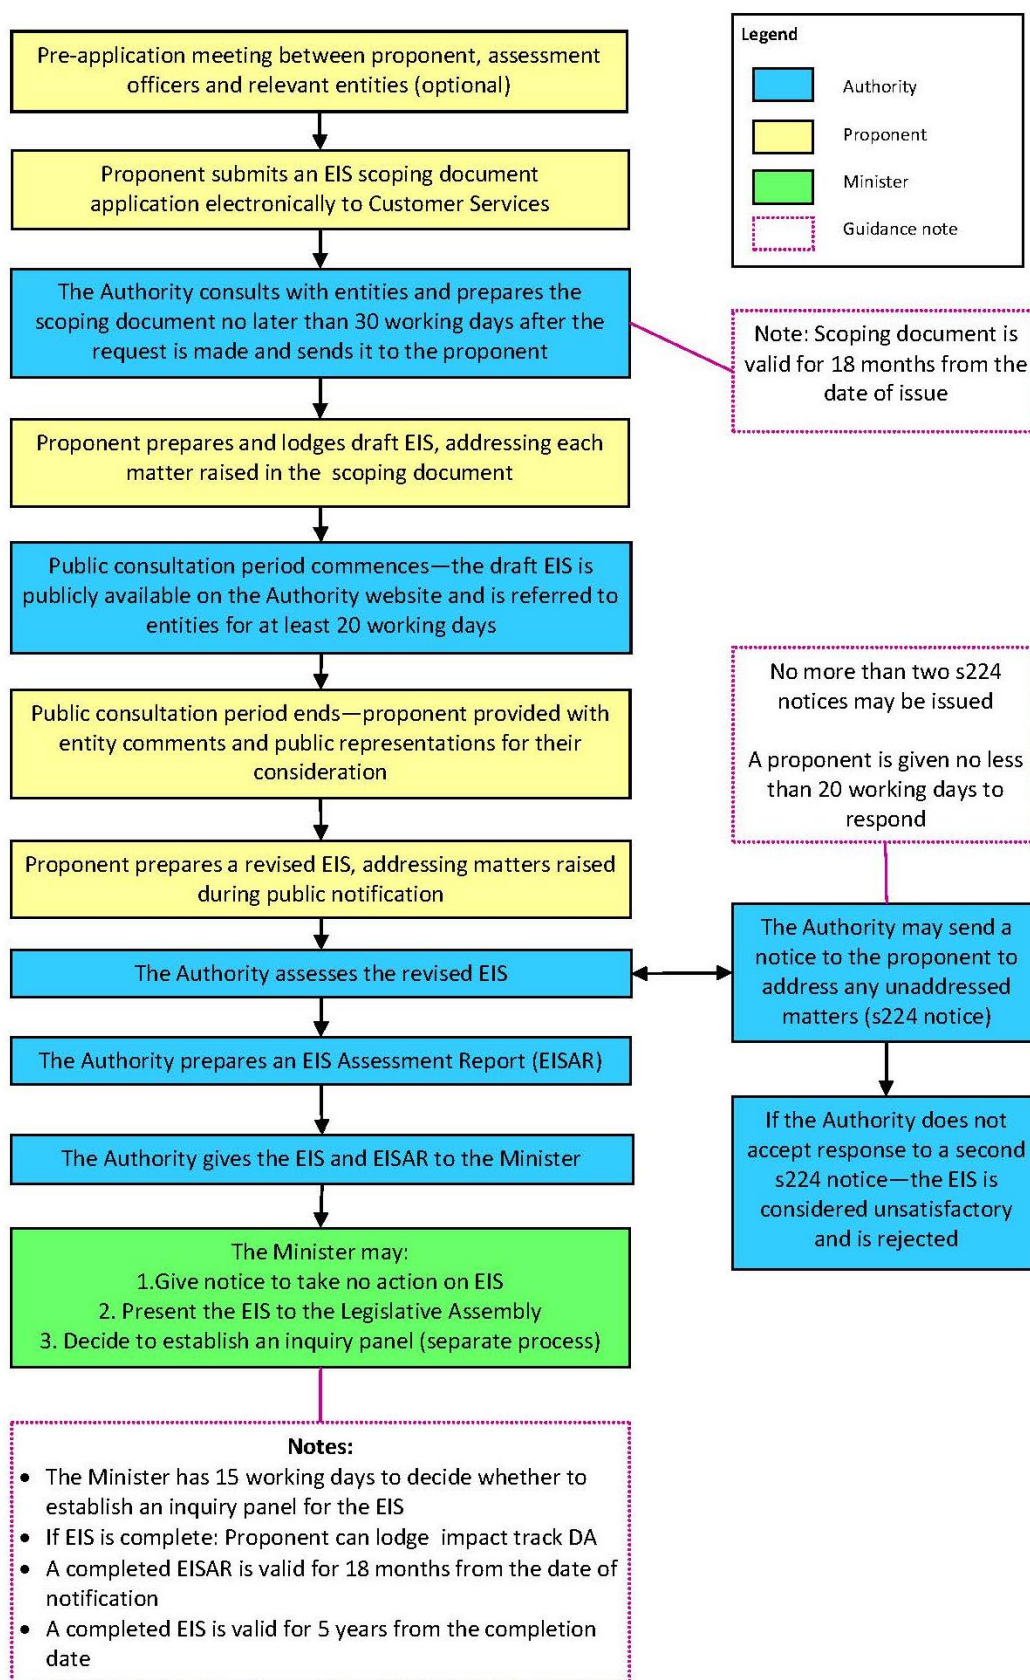 Pre-application meeting between proponent, assessment
officers and relevant entities (optional)
Proponent submits an EIS scoping document
application electronically to Customer Services
The Authority consults with entities and prepares the
scoping document no later than 30 working days after the
request is made and sends it to the proponent
Proponent prepares and lodges draft EIS, addressing each
matter raised in the scoping document
Public consultation period commences—the draft EIS is
publicly available on the Authority website and is referred to
entities for at least 20 working days
Public consultation period ends—proponent provided with
entity comments and public representations for their
consideration
Proponent prepares a revised EIS, addressing matters raised
during public notification
The Authority assesses the revised EIS
The Authority prepares an EIS Assessment Report (EISAR)
The Authority gives the EIS and EISAR to the Minister
The Minister may:
1.Give notice to take no action on EIS
2. Present the EIS to the Legislative Assembly
3. Decide to establish an inquiry panel (separate process)
Notes:
• The Minister has 15 working days to decide whether to
establish an inquiry panel for the EIS
• If EIS is complete: Proponent can lodge impact track DA
• A completed EISAR is valid for 18 months from the date of
notification
• A completed EIS is valid for 5 years from the completion
date
Legend
Authority
Proponent
Minister
Guidance note
Note: Scoping document is
valid for 18 months from the
date of issue
No more than two s224
notices may be issued
A proponent is given no less
than 20 working days to
respond
The Authority may send a
notice to the proponent to
address any unaddressed
matters (s224 notice)
If the Authority does not
accept response to a second
s224 notice—the EIS is
considered unsatisfactory
and is rejected